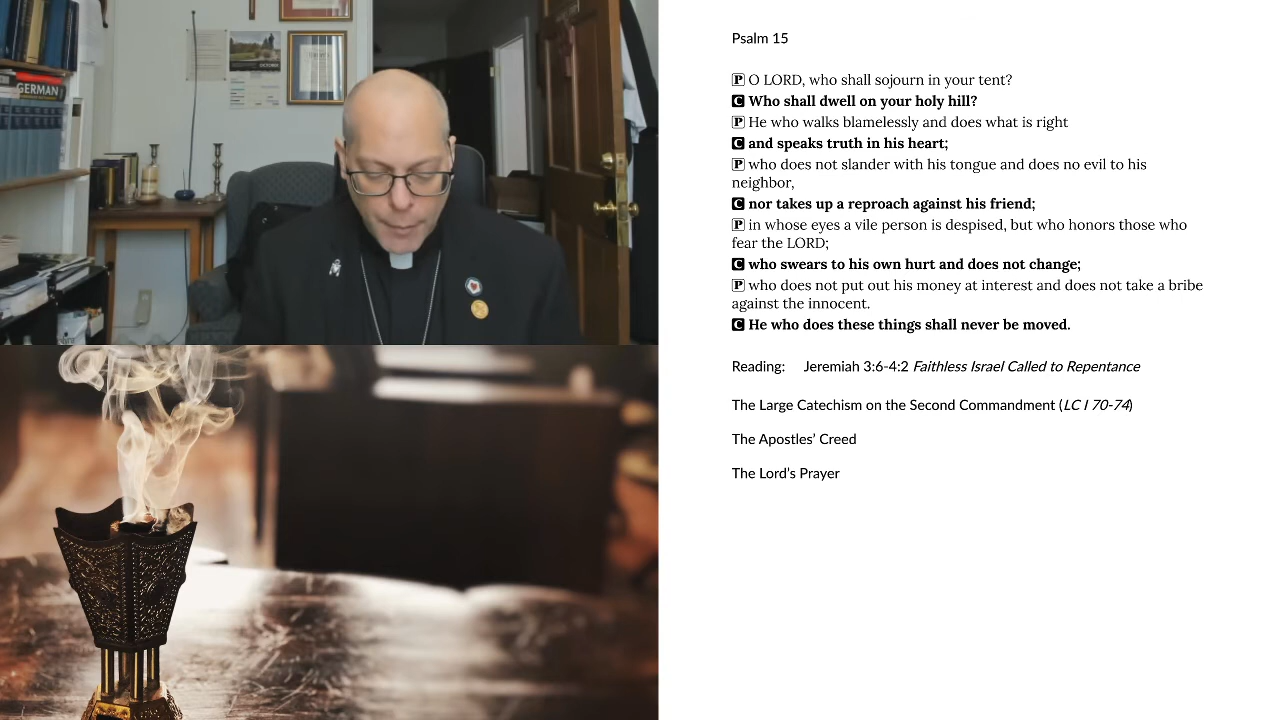 GERMAN
OCTOBER
Psalm 15
P O LORD, who shall sojourn in your tent?
C Who shall dwell on your holy hill?
P He who walks blamelessly and does what is right
C and speaks truth in his heart;
P who does not slander with his tongue and does no evil to his
neighbor,
C nor takes up a reproach against his friend;
P in whose eyes a vile person is despised, but who honors those who
fear the LORD;
C who swears to his own hurt and does not change;
P who does not put out his money at interest and does not take a bribe
against the innocent.
C He who does these things shall never be moved.
Reading: Jeremiah 3:6-4:2 Faithless Israel Called to Repentance
The Large Catechism on the Second Commandment (LC I 70-74)
The Apostles’ Creed
The Lord’s Prayer